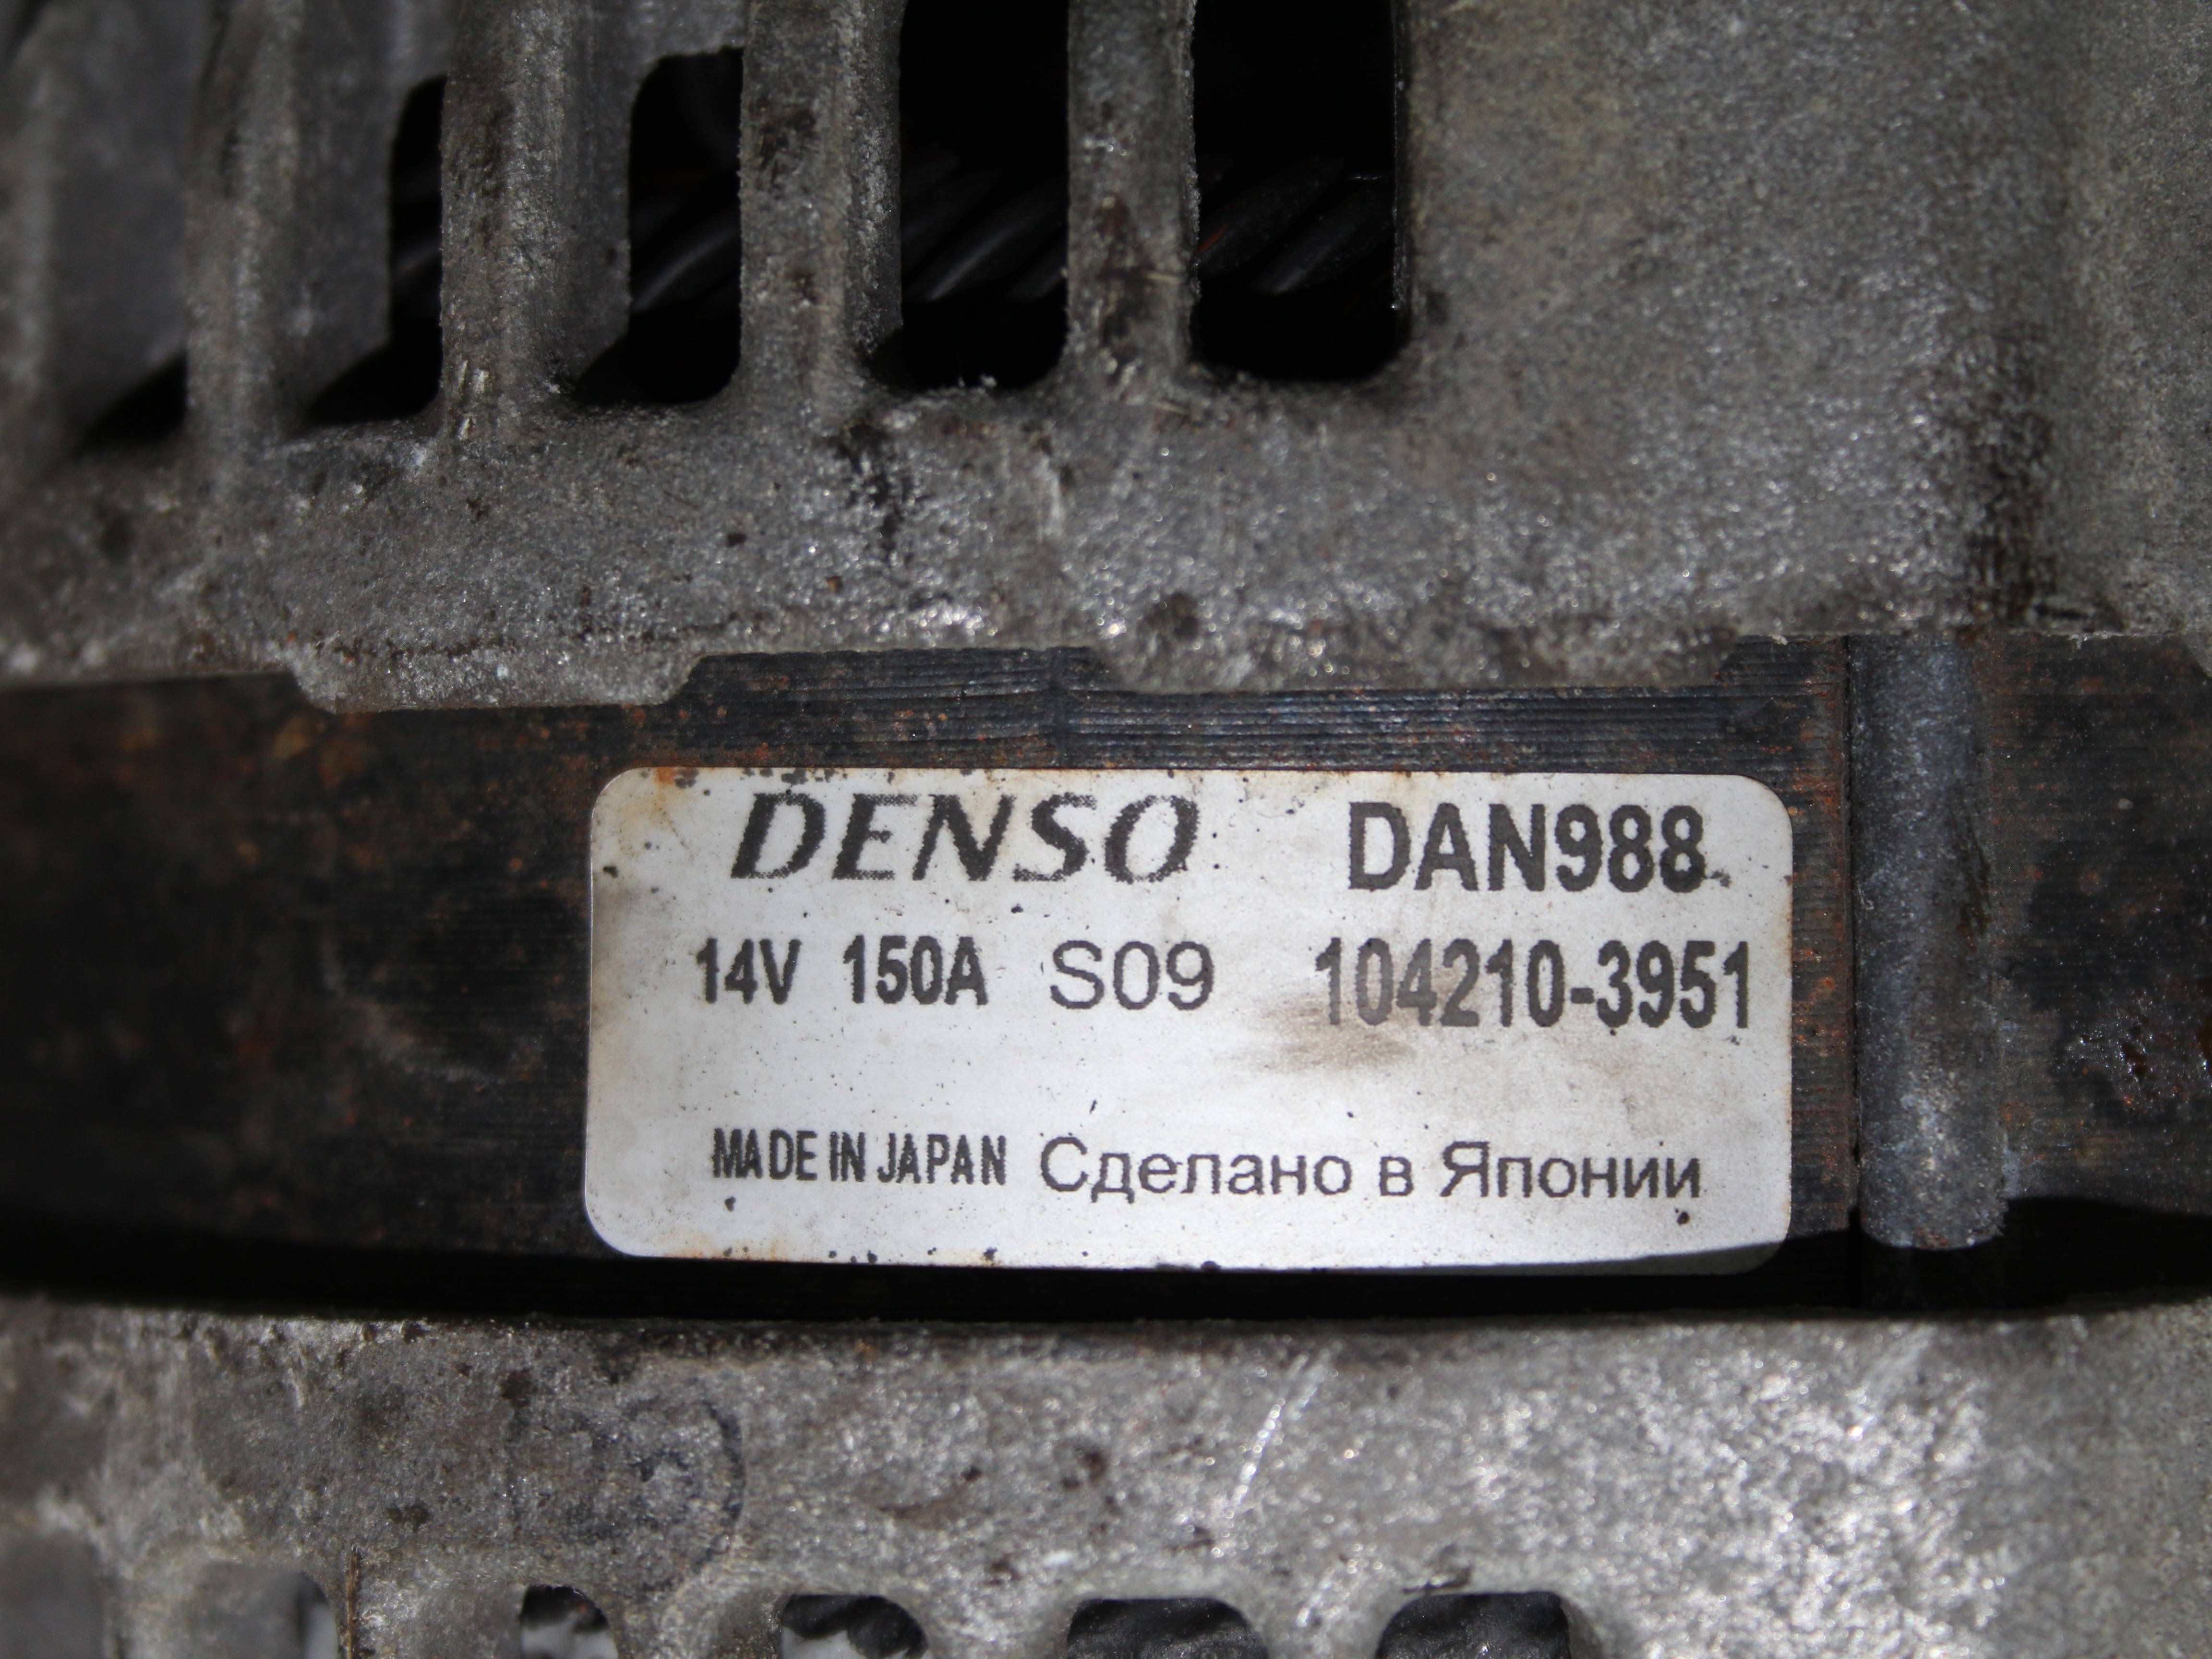 DENSO DAN988
14V 150A S09 104210-3951
MADE IN JAPAN Сделано в Японии